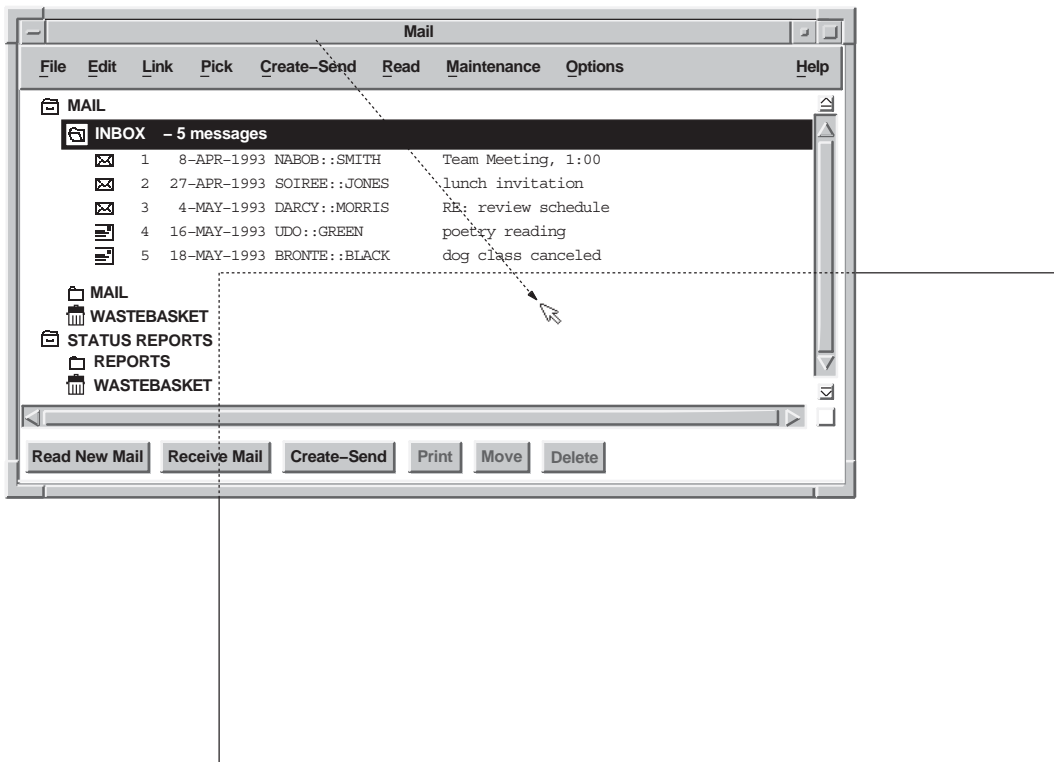 Mail
File Edit Link Pick Create–Send Read Maintenance Options Help
MAIL
INBOX – 5 messages
1 8–APR–1993 NABOB::SMITH Team Meeting, 1:00
2 27–APR–1993 SOIREE::JONES lunch invitation
3 4–MAY–1993 DARCY::MORRIS RE: review schedule
4 16–MAY–1993 UDO::GREEN poetry reading
5 18–MAY–1993 BRONTE::BLACK dog class canceled
MAIL
WASTEBASKET
STATUS REPORTS
REPORTS
WASTEBASKET
Read New Mail Receive Mail Create–Send Print Move Delete